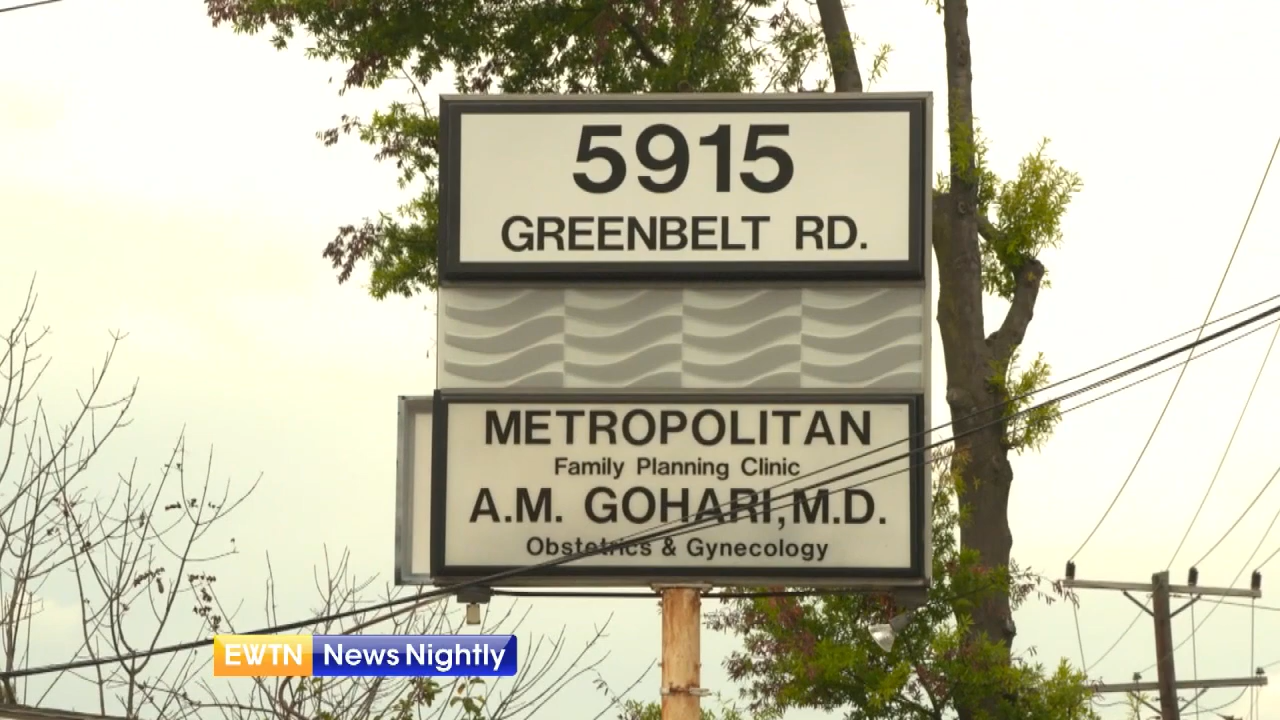 5915
GREENBELT RD.
METROPOLITAN
Family Planning Clinic
A.M. GOHARI, M.D.
Obstetrics & Gynecology
EWTN News Nightly